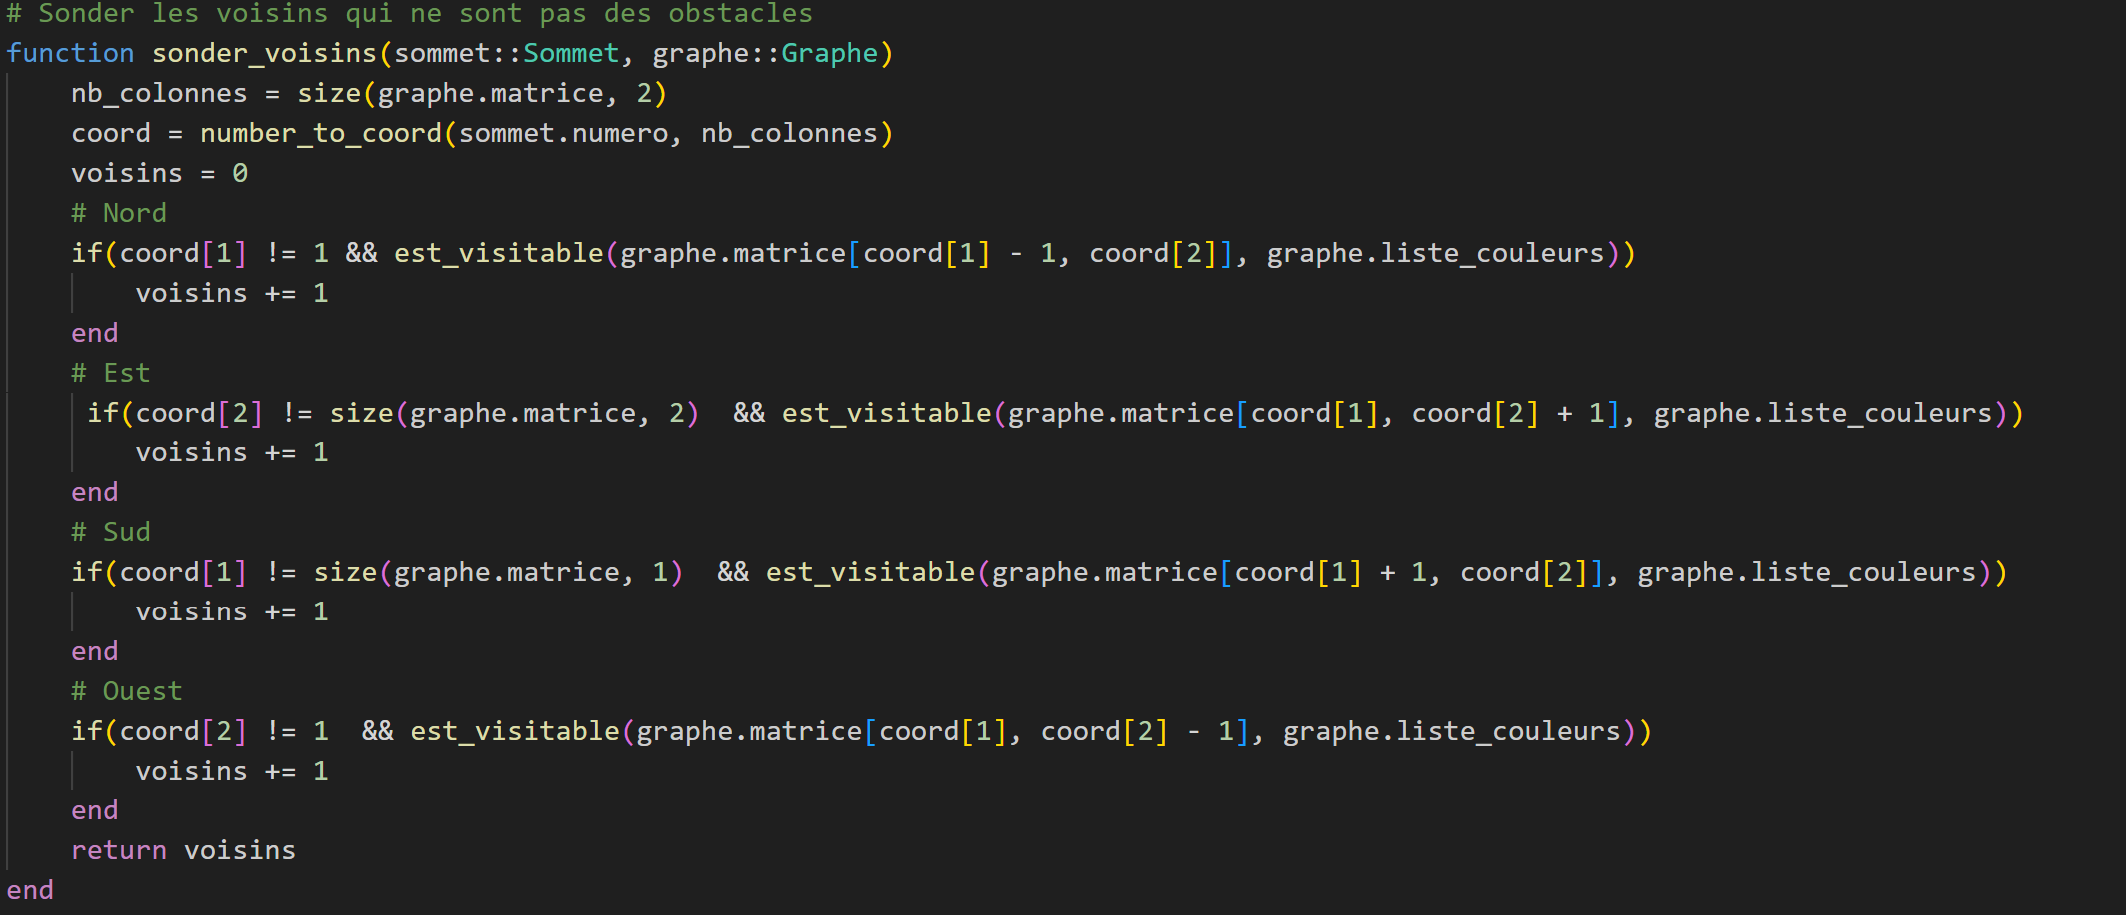 # Sonder les voisins qui ne sont pas des obstacles
function sonder_voisins(sommet::Sommet, graphe::Graphe)
    nb_colonnes = size(graphe.matrice, 2)
    coord = number_to_coord(sommet.numero, nb_colonnes)
    voisins = 0
    # Nord
    if(coord[1] != 1 && est_visitable(graphe.matrice[coord[1] - 1, coord[2]], graphe.liste_couleurs))
        voisins += 1
    end
    # Est
     if(coord[2] != size(graphe.matrice, 2)  && est_visitable(graphe.matrice[coord[1], coord[2] + 1], graphe.liste_couleurs))
        voisins += 1
    end
    # Sud
    if(coord[1] != size(graphe.matrice, 1)  && est_visitable(graphe.matrice[coord[1] + 1, coord[2]], graphe.liste_couleurs))
        voisins += 1
    end
    # Ouest
    if(coord[2] != 1  && est_visitable(graphe.matrice[coord[1], coord[2] - 1], graphe.liste_couleurs))
        voisins += 1
    end
    return voisins
end